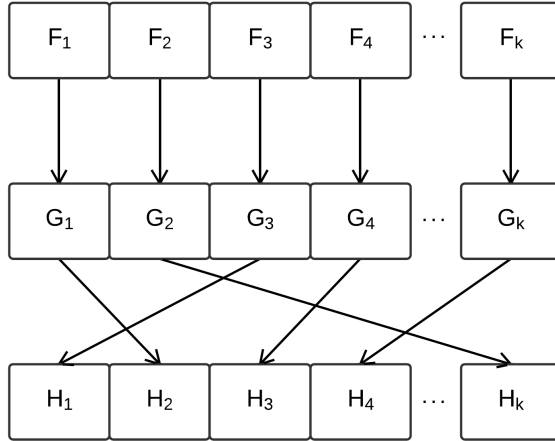 F₁ F₂ F₃ F₄ ... Fₖ
G₁ G₂ G₃ G₄ ... Gₖ
H₁ H₂ H₃ H₄ ... Hₖ